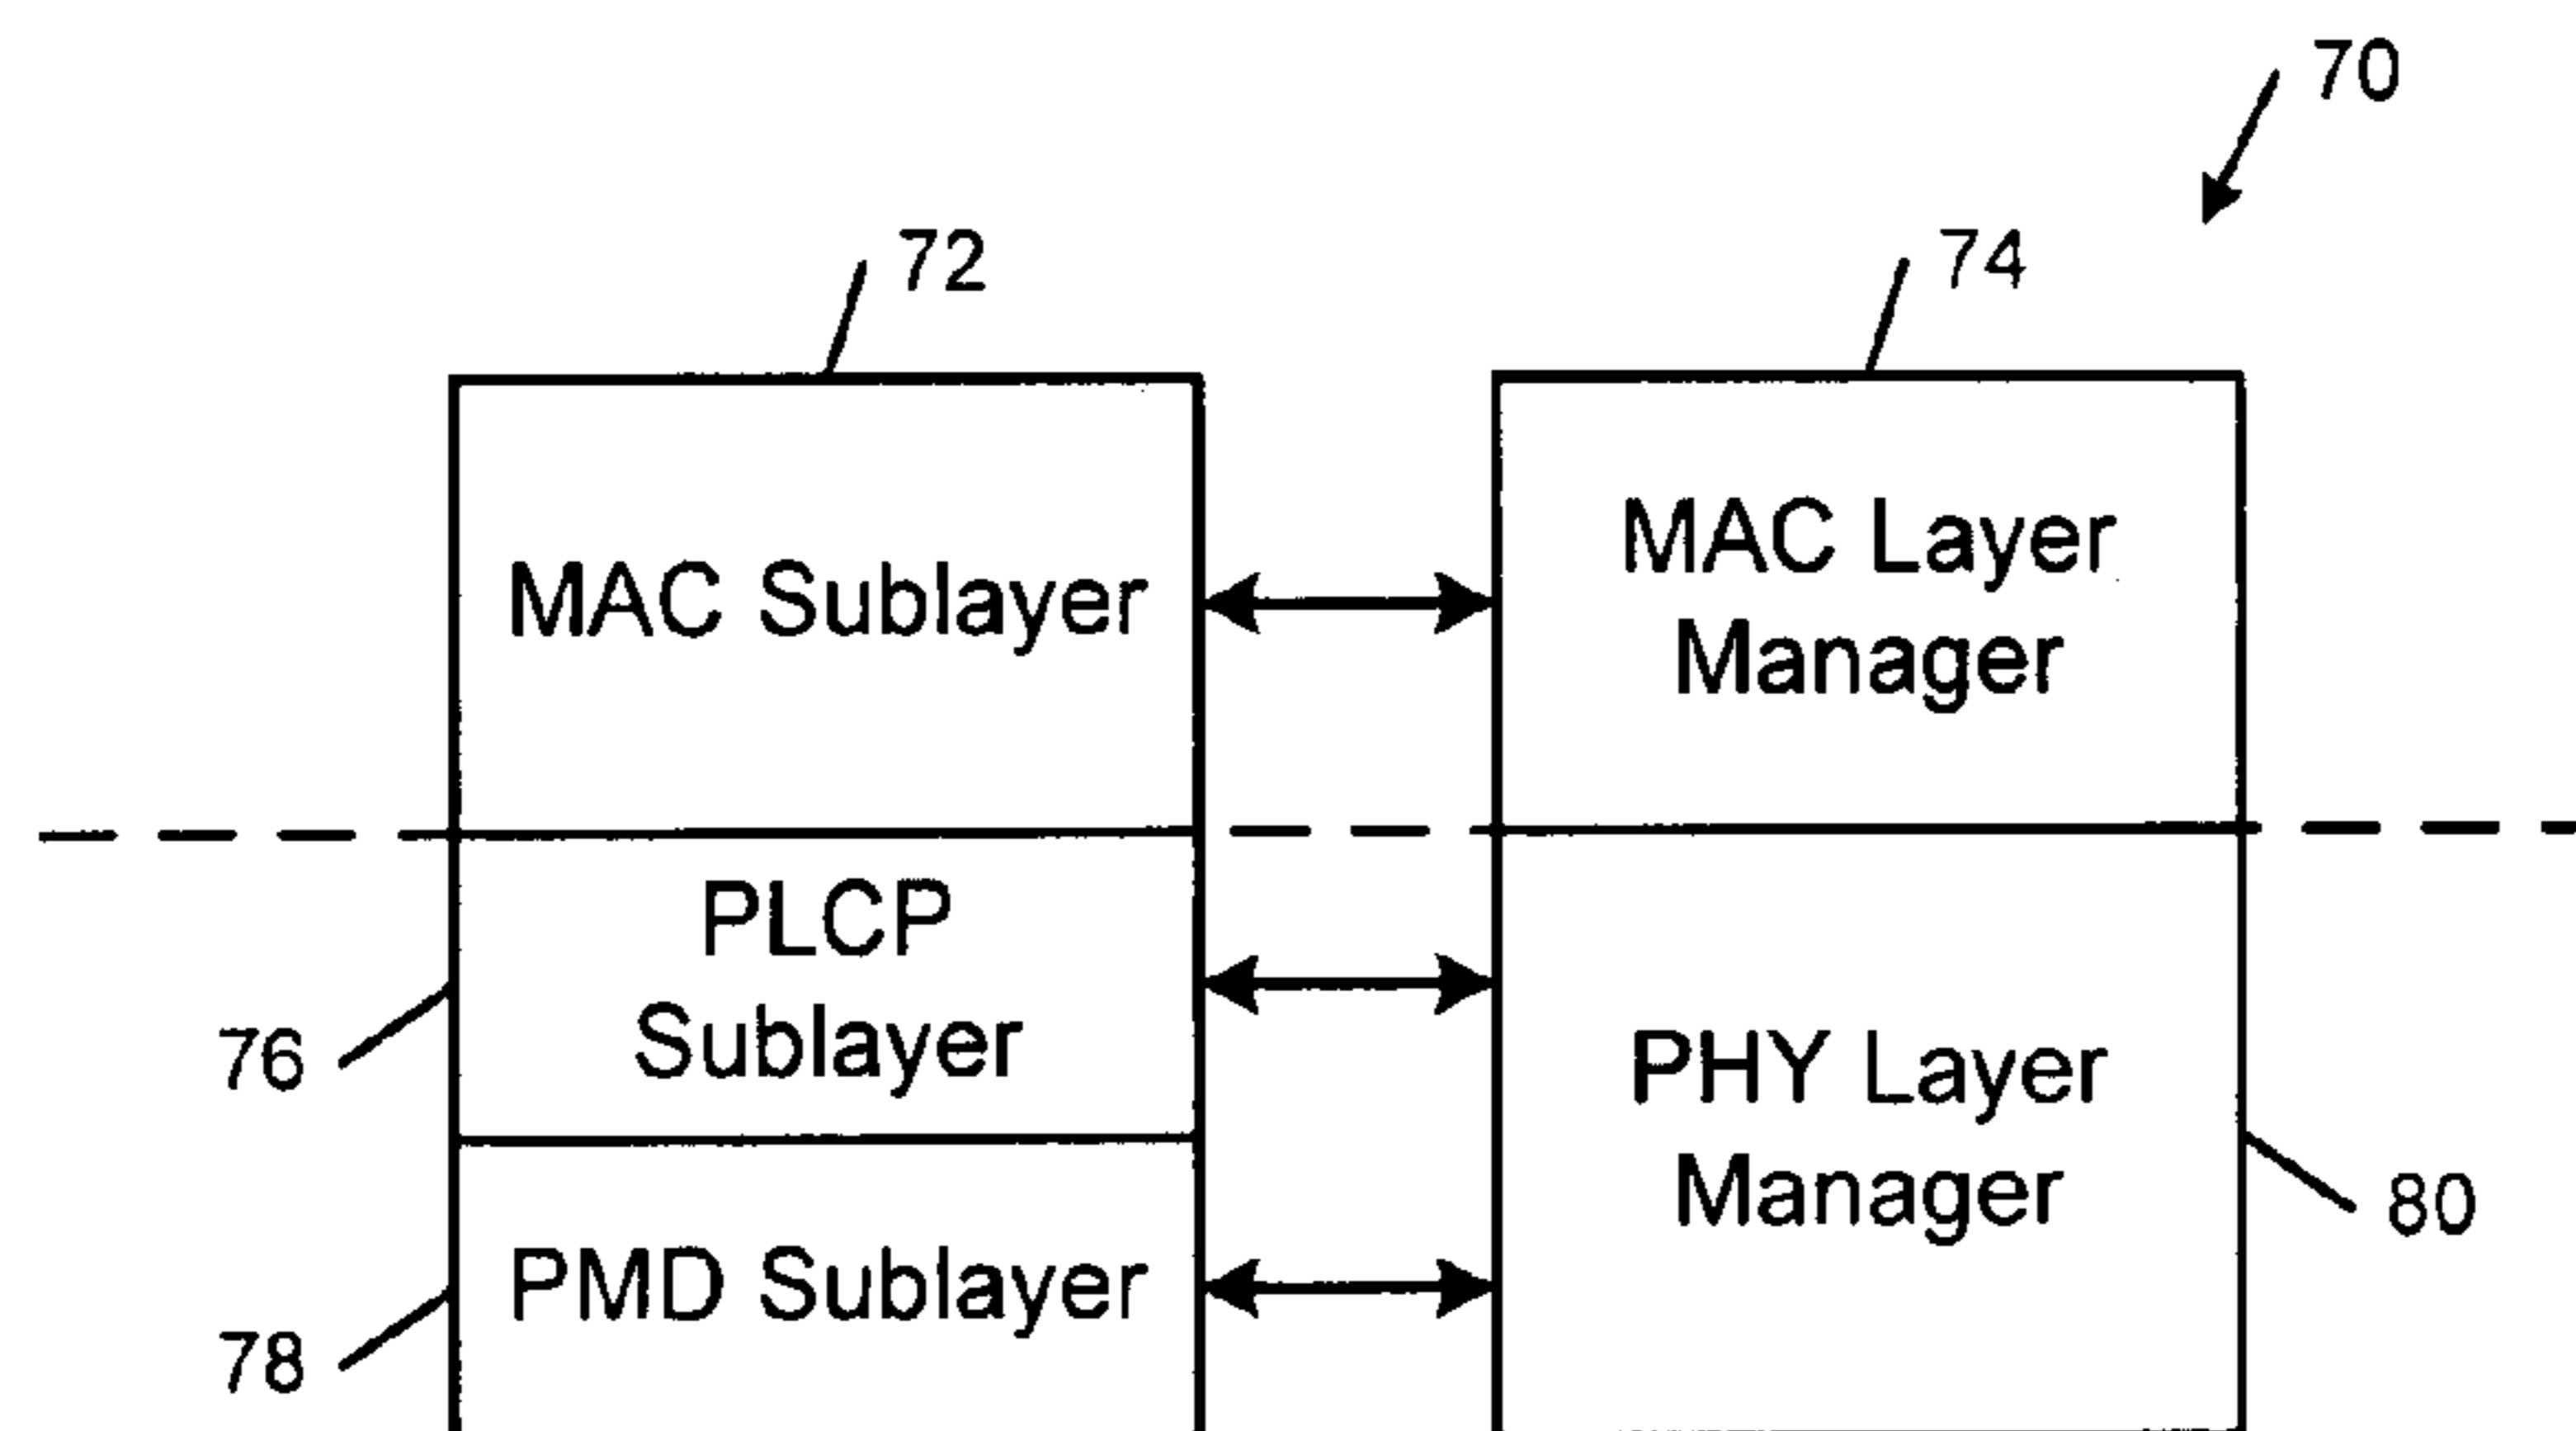 70
72
74
MAC Sublayer
MAC Layer
Manager
PLCP
Sublayer
76
PHY Layer
Manager
80
PMD Sublayer
78